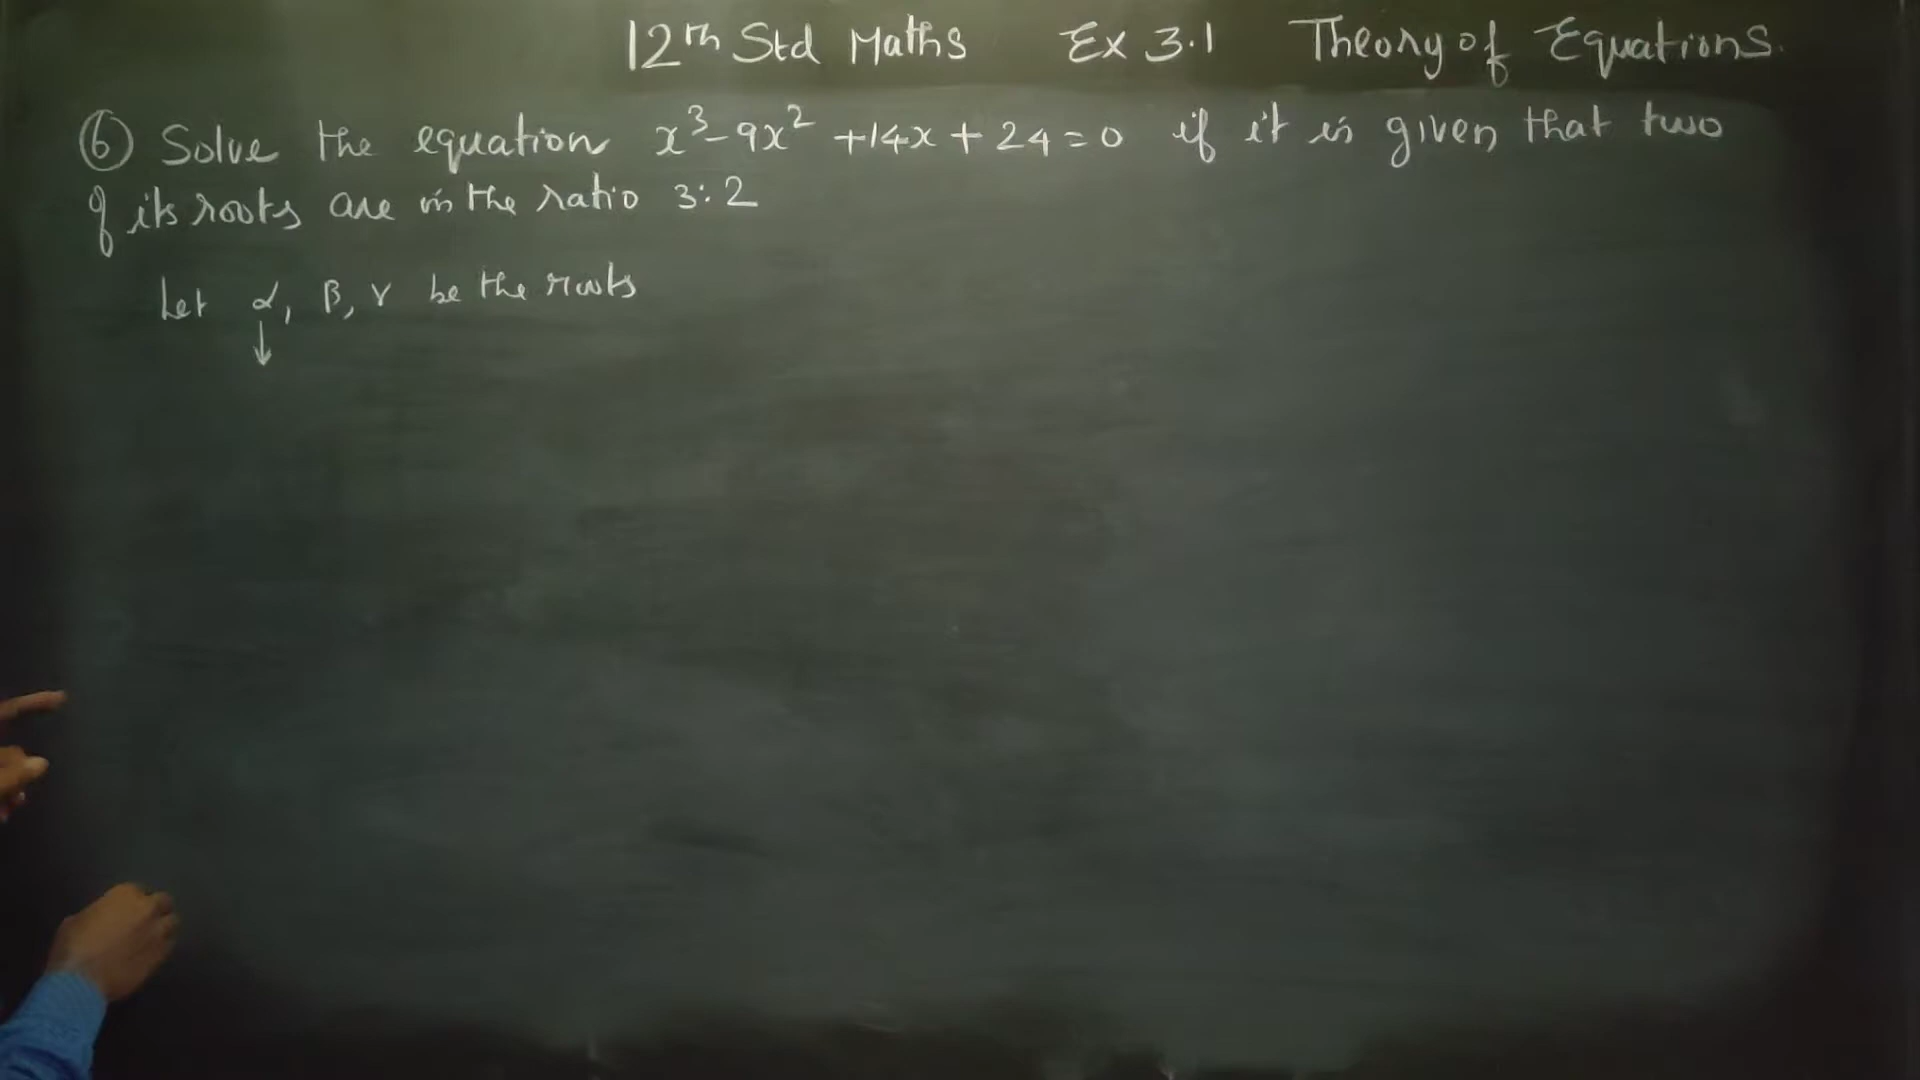 12th Std Maths Ex 3.1 Theory of Equations.
⑥ Solve the equation x³-9x² +14x + 24 = 0 if it is given that two
of its roots are in the ratio 3:2
Let α, β, γ be the roots
↓